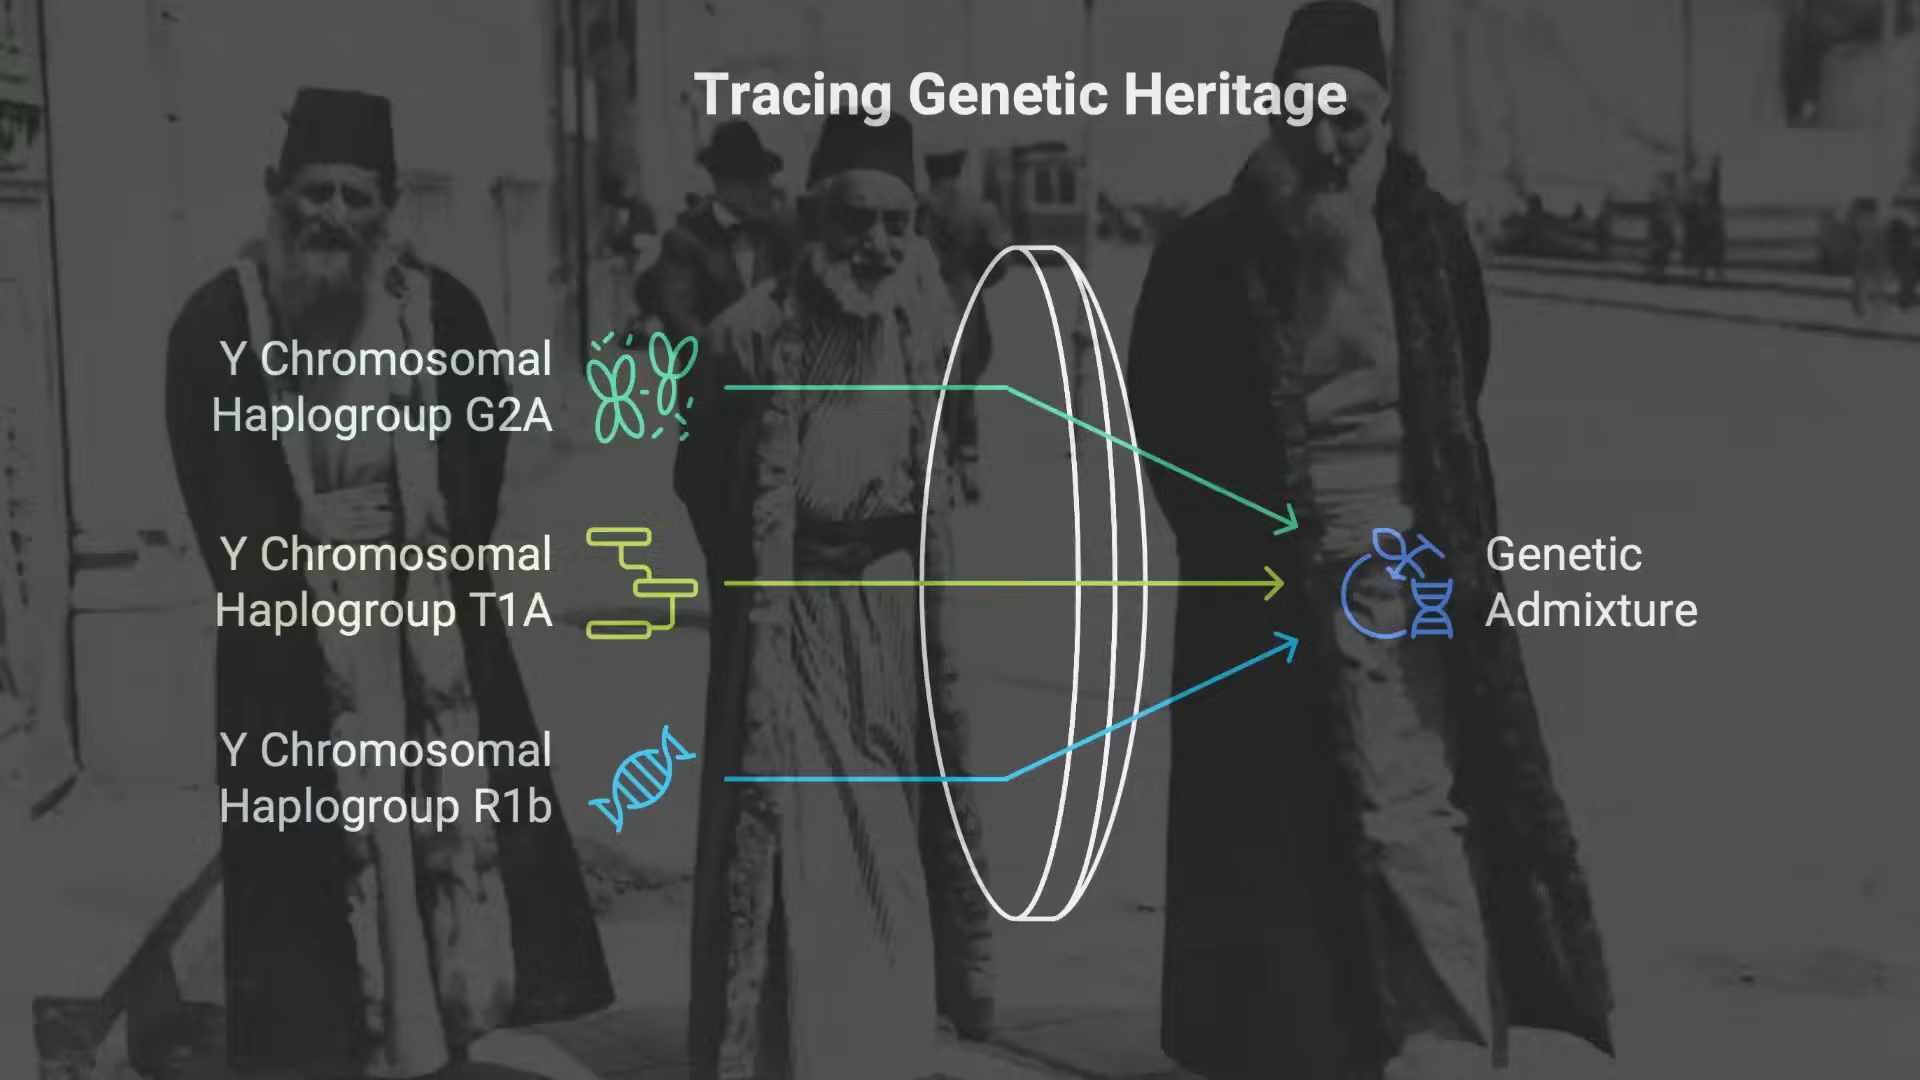 Tracing Genetic Heritage
Y Chromosomal
Haplogroup G2A
Y Chromosomal
Haplogroup T1A
Y Chromosomal
Haplogroup R1b
Genetic
Admixture